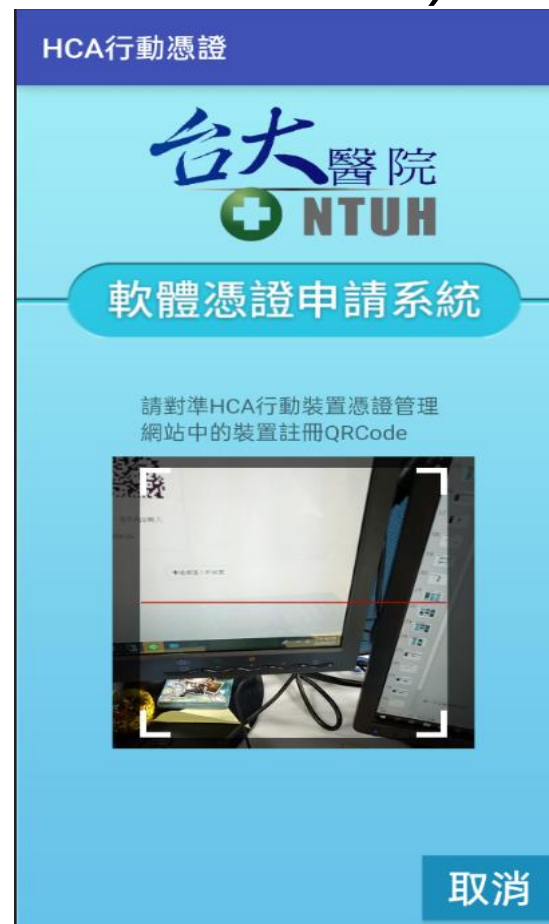 HCA行動憑證
台大醫院
NTUH
軟體憑證申請系統
請對準HCA行動裝置憑證管理
網站中的裝置註冊QRCode
取消